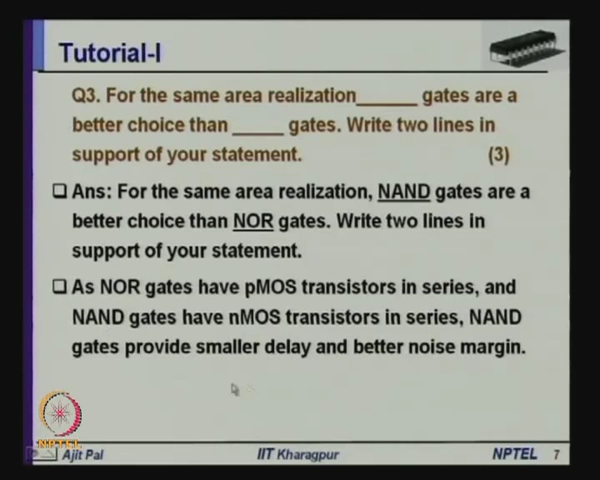 Tutorial-I
Q3. For the same area realization______ gates are a
better choice than _____ gates. Write two lines in
support of your statement. (3)
Ans: For the same area realization, NAND gates are a
better choice than NOR gates. Write two lines in
support of your statement.
As NOR gates have pMOS transistors in series, and
NAND gates have nMOS transistors in series, NAND
gates provide smaller delay and better noise margin.
NPTEL
Ajit Pal IIT Kharagpur NPTEL 7